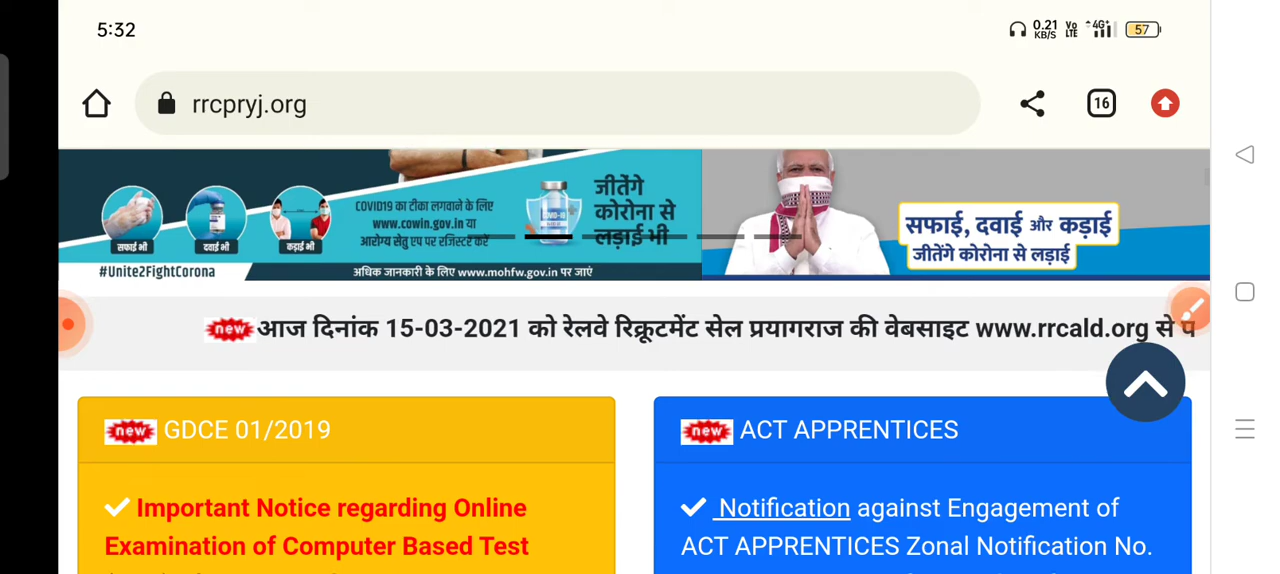 5:32
0.21 KB/S Vo LTE 4G+ 57
rrcpryj.org
16
COVID19 का टीका लगवाने के लिए
www.cowin.gov.in या
आरोग्य सेतु एप पर रजिस्टर करें
सफाई भी
दवाई भी
कड़ाई भी
जीतेंगे
कोरोना से
लड़ाई भी
#Unite2FightCorona
अधिक जानकारी के लिए www.mohfw.gov.in पर जाएं
सफाई, दवाई और कड़ाई
जीतेंगे कोरोना से लड़ाई
new आज दिनांक 15-03-2021 को रेलवे रिक्रूटमेंट सेल प्रयागराज की वेबसाइट www.rrcald.org से प
new GDCE 01/2019
Important Notice regarding Online
Examination of Computer Based Test
new ACT APPRENTICES
Notification against Engagement of
ACT APPRENTICES Zonal Notification No.